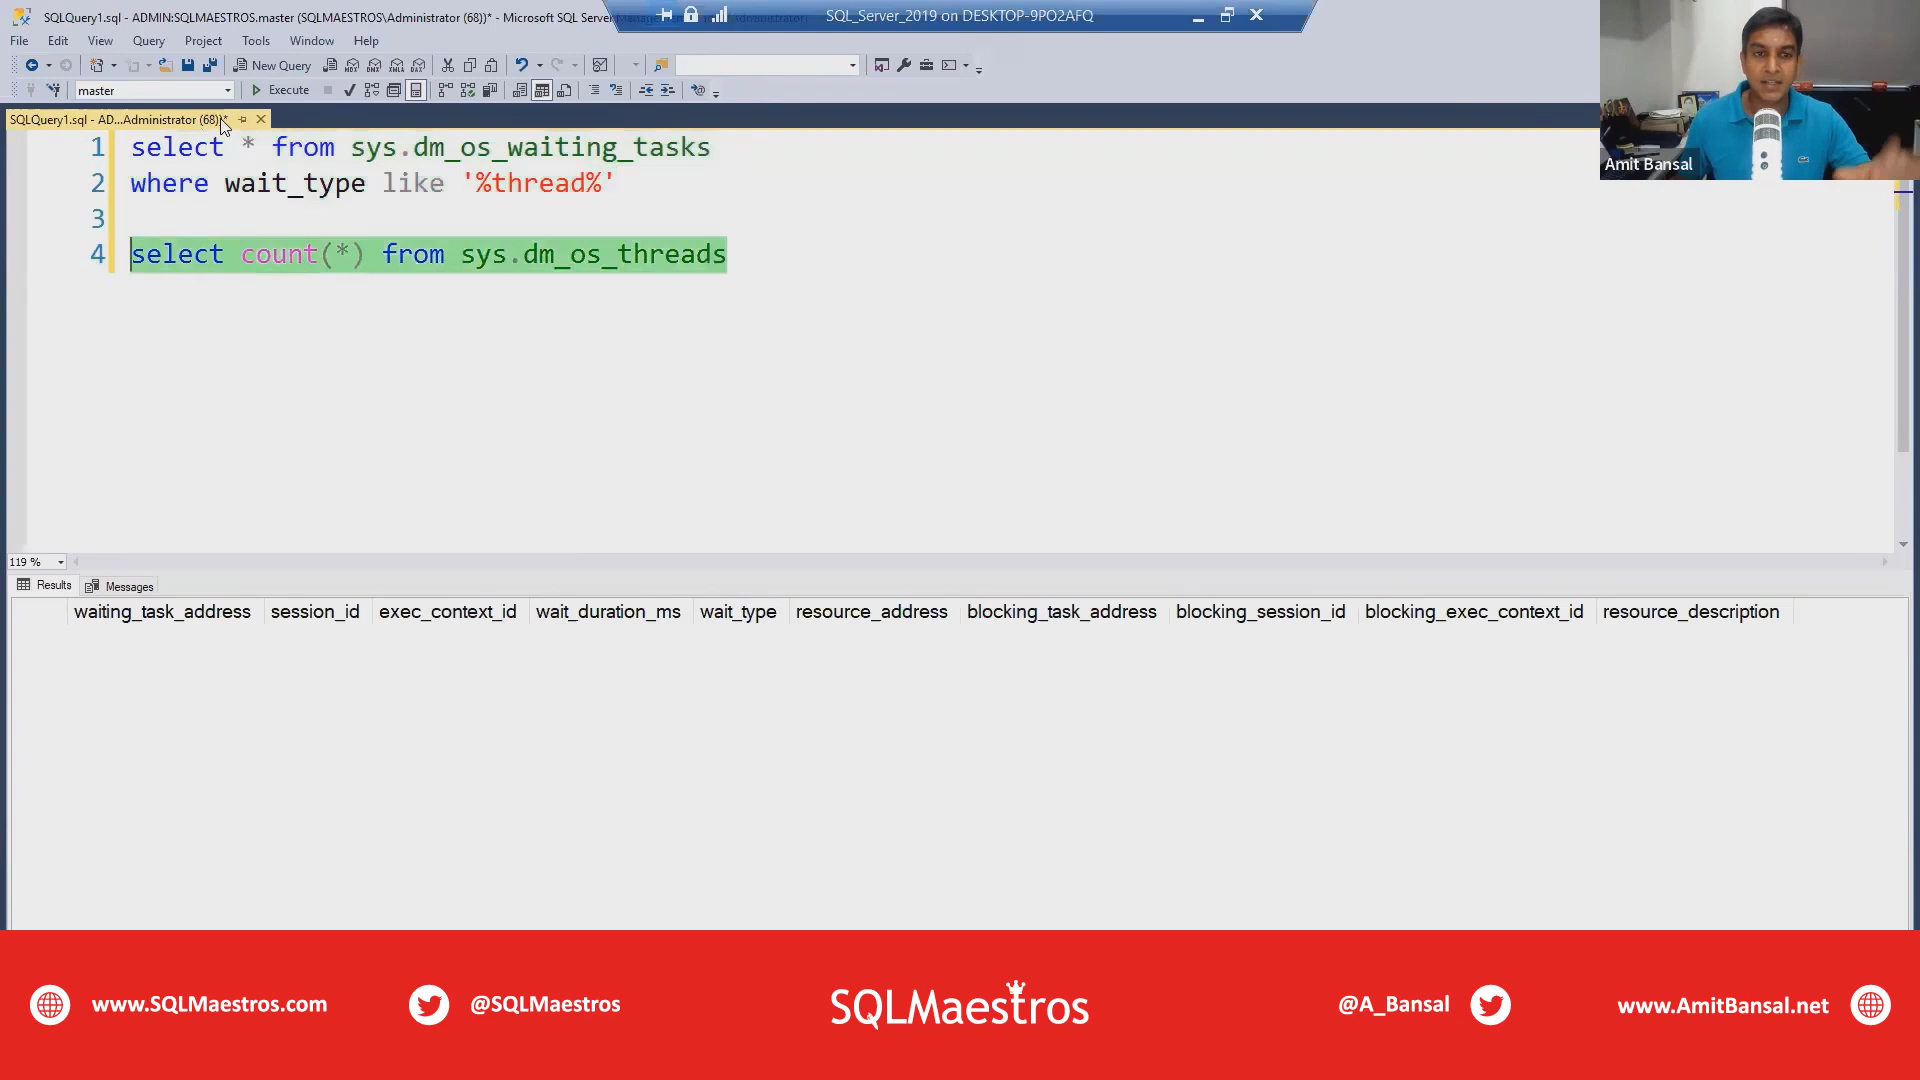 SQLQuery1.sql - ADMIN:SQLMAESTROS.master (SQLMAESTROS\Administrator (68))* - Microsoft SQL Server
SQL_Server_2019 on DESKTOP-9PO2AFQ
File Edit View Query Project Tools Window Help
New Query
master
Execute
SQLQuery1.sql - AD...Administrator (68))*
1 select * from sys.dm_os_waiting_tasks
2 where wait_type like '%thread%'
3
4 select count(*) from sys.dm_os_threads
Amit Bansal
119 %
Results Messages
waiting_task_address session_id exec_context_id wait_duration_ms wait_type resource_address blocking_task_address blocking_session_id blocking_exec_context_id resource_description
www.SQLMaestros.com @SQLMaestros SQLMaestros @A_Bansal www.AmitBansal.net